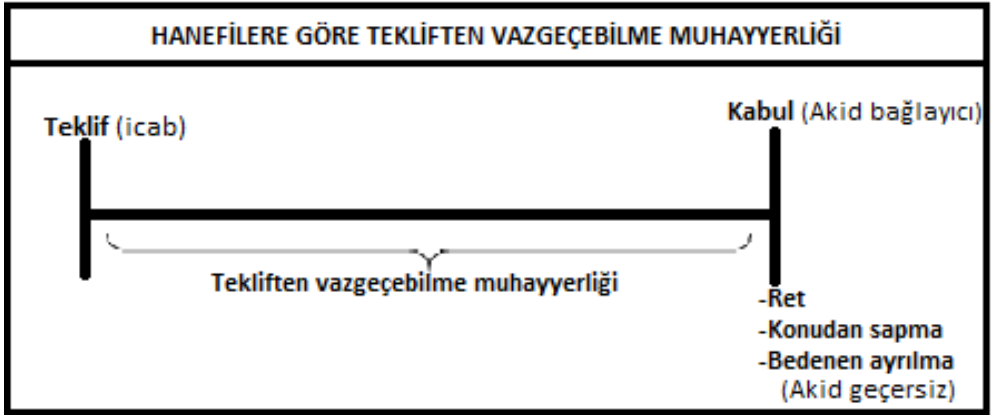 HANEFİLERE GÖRE TEKLİFTEN VAZGEÇEBİLME MUHAYYERLİĞİ
Teklif (icab)
Kabul (Akid bağlayıcı)
Tekliften vazgeçebilme muhayyerliği
-Ret
-Konudan sapma
-Bedenen ayrılma
(Akid geçersiz)